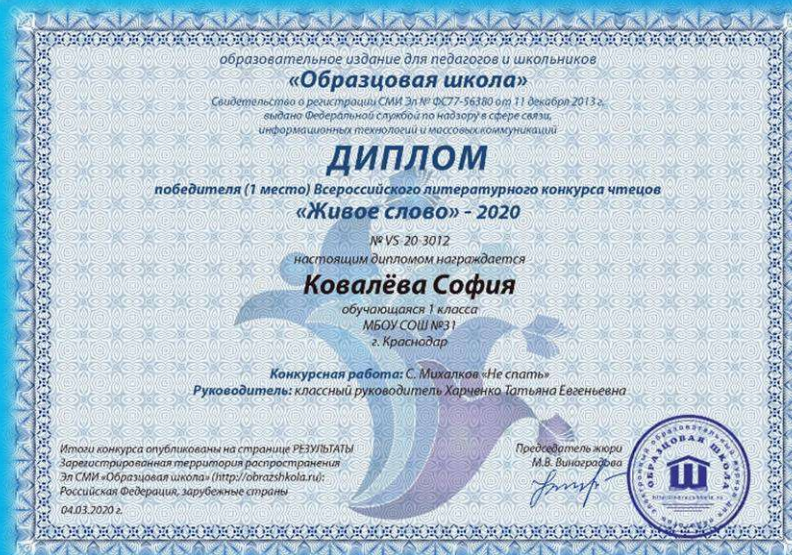 образовательное издание для педагогов и школьников
«Образцовая школа»
Свидетельство о регистрации СМИ Эл № ФС77-56380 от 11 декабря 2013 г,
выдано Федеральной службой по надзору в сфере связи,
информационных технологий и массовых коммуникаций
ДИПЛОМ
победителя (1 место) Всероссийского литературного конкурса чтецов
«Живое слово» - 2020
№ VS-20-3012
настоящим дипломом награждается
Ковалёва София
обучающаяся 1 класса
МБОУ СОШ №31
г. Краснодар
Конкурсная работа: С. Михалков «Не спать»
Руководитель: классный руководитель Харченко Татьяна Евгеньевна
Итоги конкурса опубликованы на странице РЕЗУЛЬТАТЫ
Зарегистрированная территория распространения
Эл СМИ «Образцовая школа» (http://obrazshkola.ru):
Российская Федерация, зарубежные страны
04.03.2020 г.
Председатель жюри
М.В. Виноградова
ОБРАЗЦОВАЯ ШКОЛА
http://obrazshkola.ru